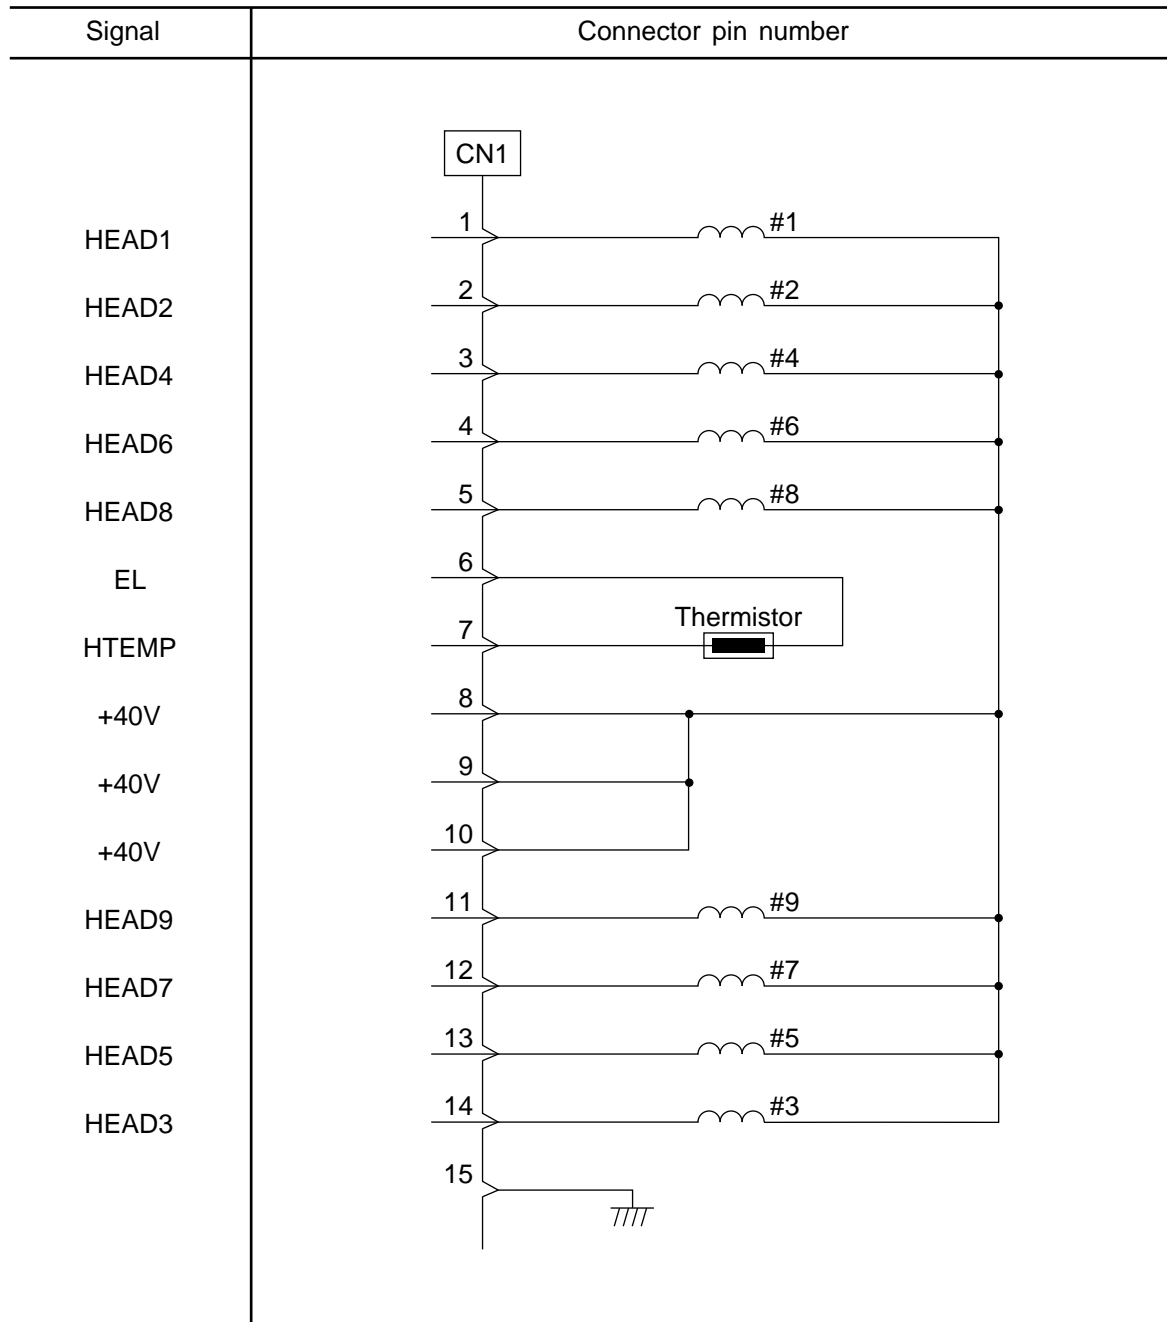 Signal Connector pin number
CN1
HEAD1 1 #1
HEAD2 2 #2
HEAD4 3 #4
HEAD6 4 #6
HEAD8 5 #8
EL 6
Thermistor
HTEMP 7
+40V 8
+40V 9
+40V 10
HEAD9 11 #9
HEAD7 12 #7
HEAD5 13 #5
HEAD3 14 #3
15